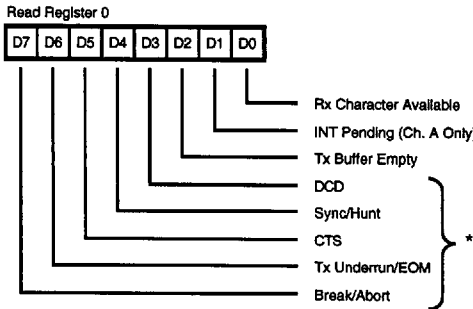 Read Register 0
D7 D6 D5 D4 D3 D2 D1 D0
Rx Character Available
INT Pending (Ch. A Only)
Tx Buffer Empty
DCD
Sync/Hunt
CTS
*
Tx Underrun/EOM
Break/Abort